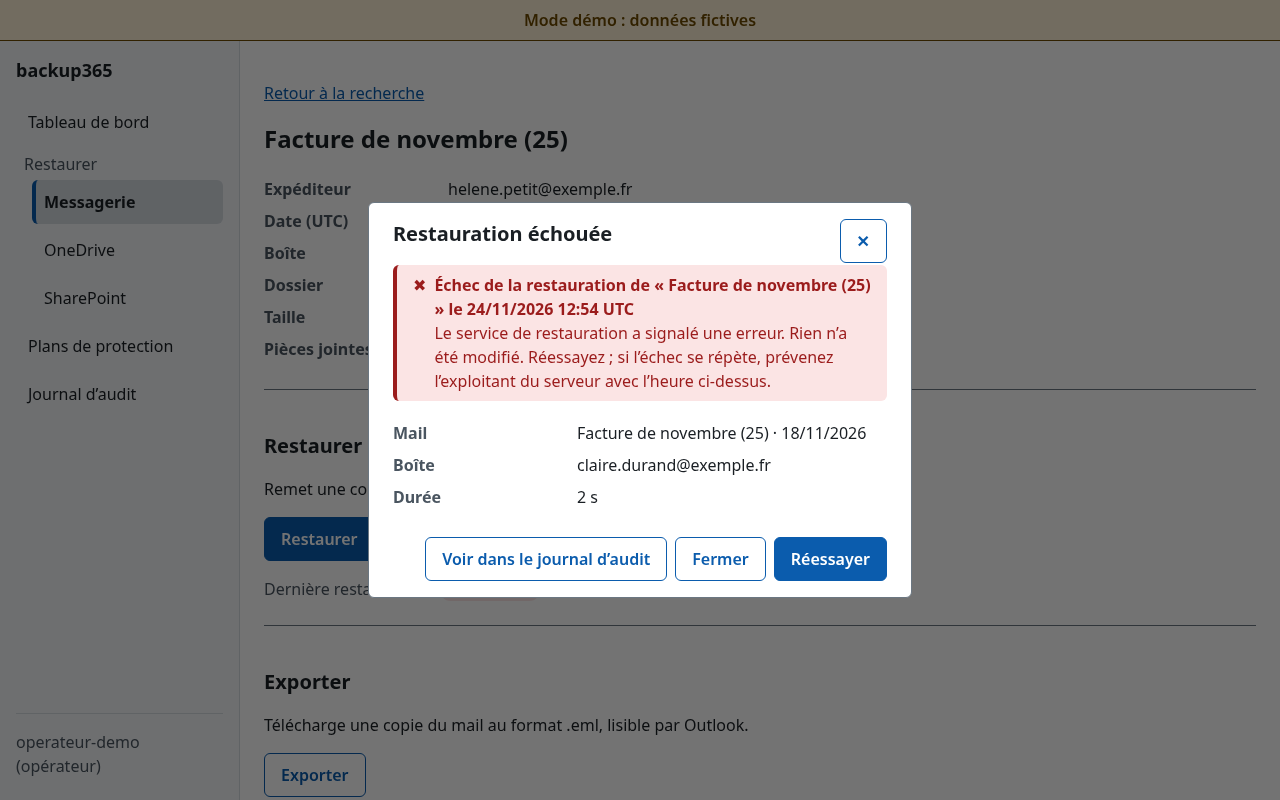 Mode démo : données fictives
backup365
Tableau de bord
Restaurer
Messagerie
OneDrive
SharePoint
Plans de protection
Journal d’audit
operateur-demo
(opérateur)
Retour à la recherche
Facture de novembre (25)
Expéditeur helene.petit@exemple.fr
Date (UTC)
Boîte
Dossier
Taille
Pièces jointes
Restaurer
Remet une co
Restaurer
Dernière resta
Exporter
Télécharge une copie du mail au format .eml, lisible par Outlook.
Exporter
Restauration échouée
×
✖ Échec de la restauration de « Facture de novembre (25)
» le 24/11/2026 12:54 UTC
Le service de restauration a signalé une erreur. Rien n’a
été modifié. Réessayez ; si l’échec se répète, prévenez
l’exploitant du serveur avec l’heure ci-dessus.
Mail Facture de novembre (25) · 18/11/2026
Boîte claire.durand@exemple.fr
Durée 2 s
Voir dans le journal d’audit Fermer Réessayer